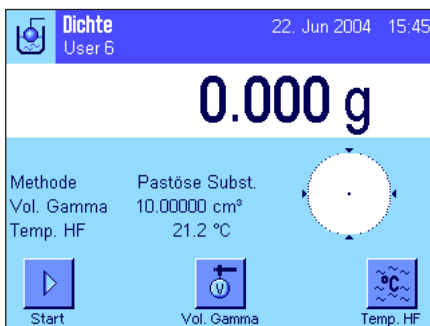 Dichte 22. Jun 2004 15:45
User 6
0.000 g
Methode Pastöse Subst.
Vol. Gamma 10.00000 cm³
Temp. HF 21.2 °C
V °C
Start Vol. Gamma Temp. HF